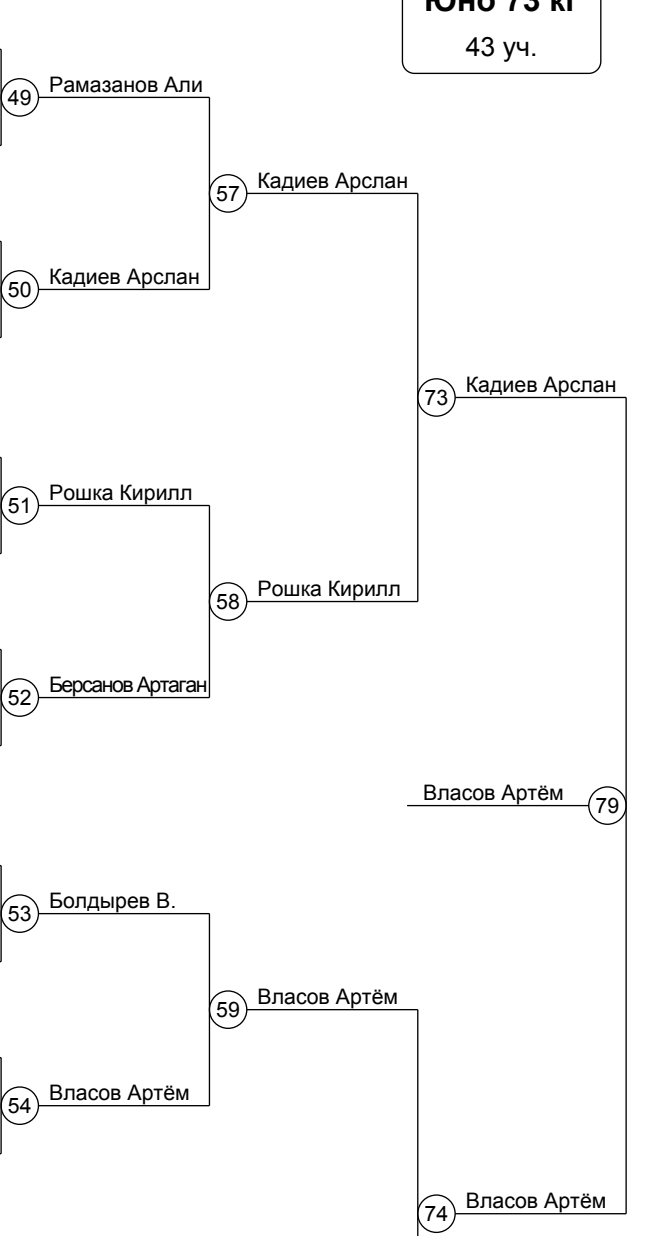 Юно 73 кг
43 уч.
49 Рамазанов Али
57 Кадиев Арслан
50 Кадиев Арслан
73 Кадиев Арслан
51 Рошка Кирилл
58 Рошка Кирилл
52 Берсанов Артаган
Власов Артём 79
53 Болдырев В.
59 Власов Артём
54 Власов Артём
74 Власов Артём